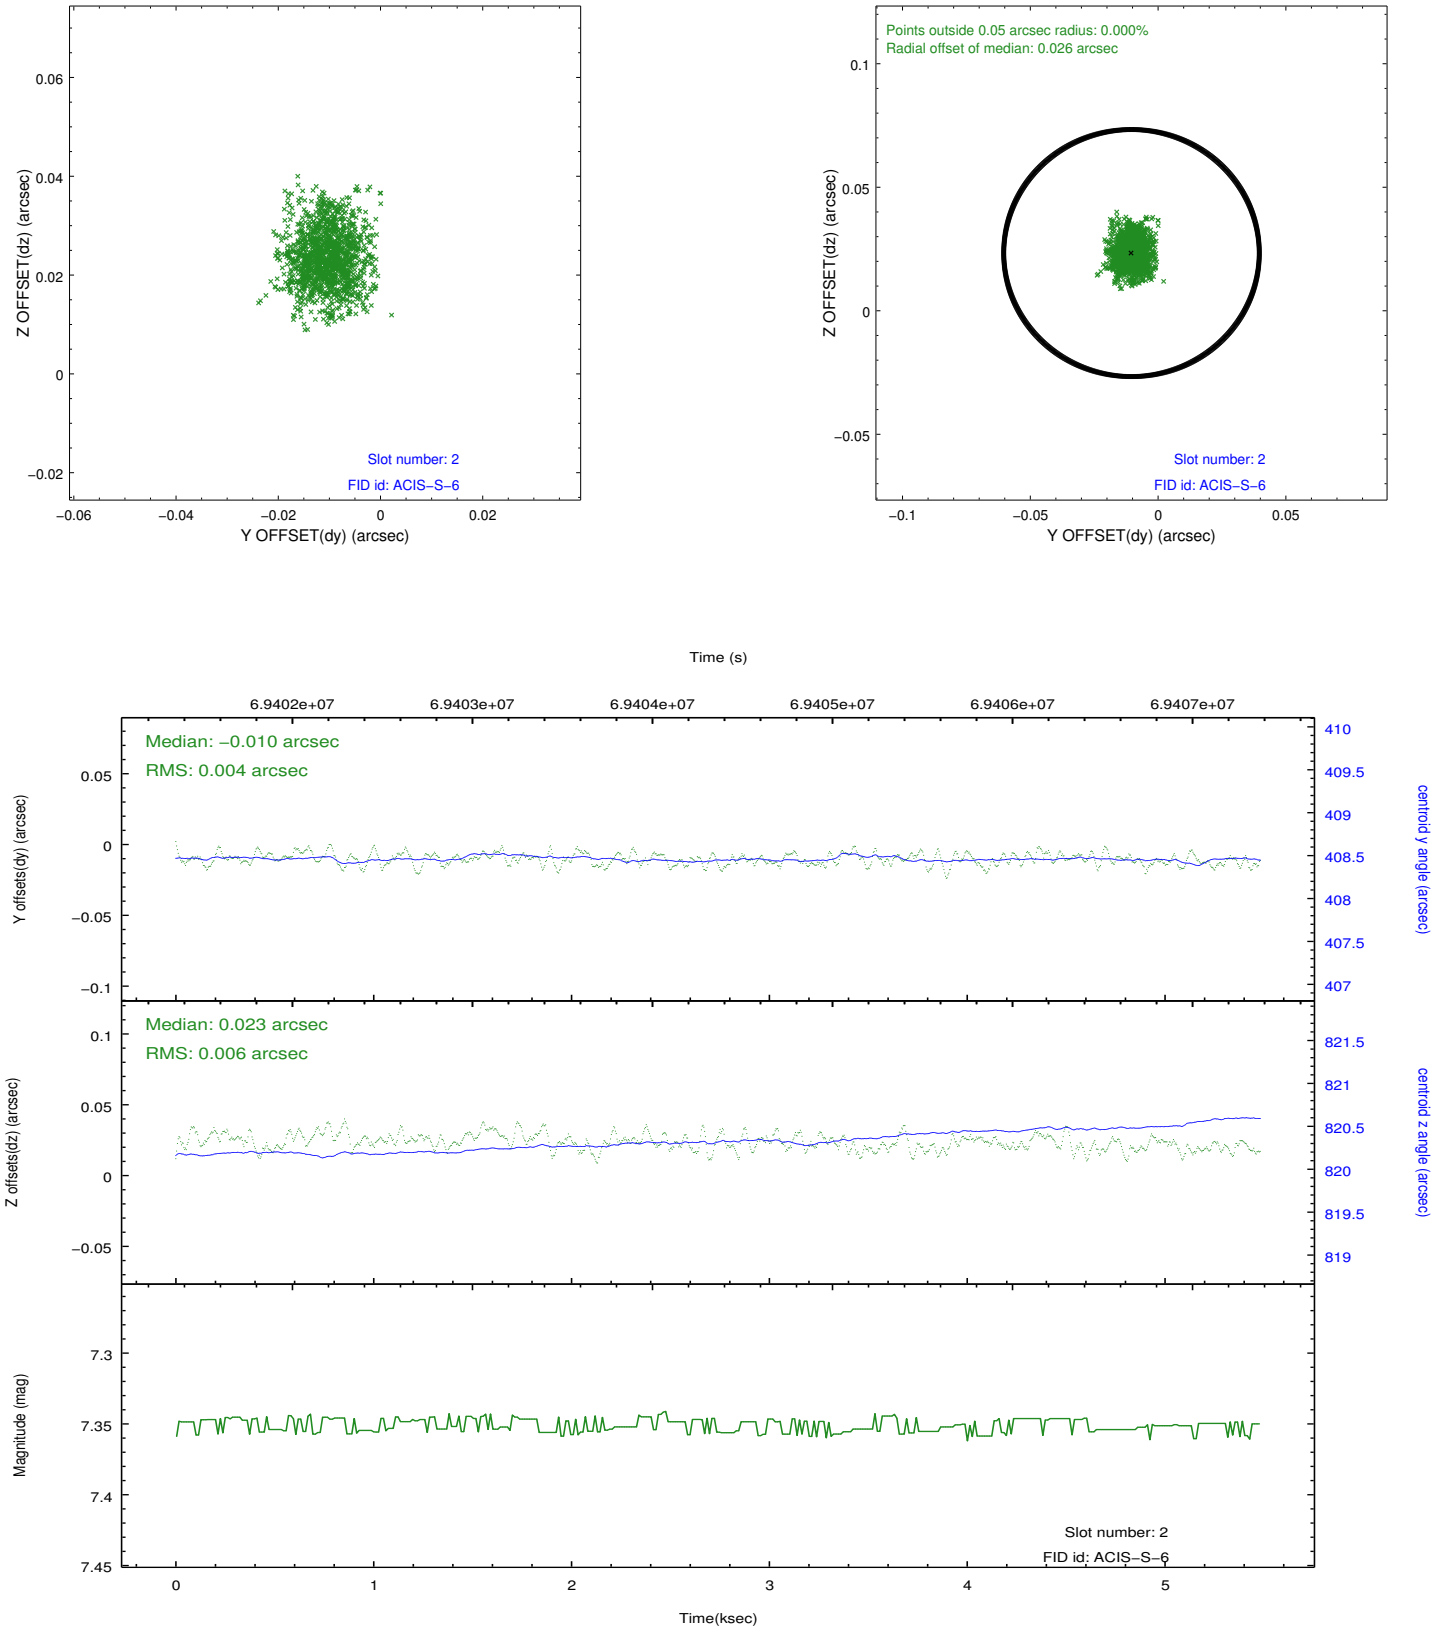 0.06
0.04
0.02
0
−0.02
Z OFFSET(dz) (arcsec)
Slot number: 2
FID id: ACIS−S−6
−0.06
−0.04
−0.02
0
0.02
Y OFFSET(dy) (arcsec)
Points outside 0.05 arcsec radius: 0.000%
Radial offset of median: 0.026 arcsec
0.1
0.05
0
−0.05
Z OFFSET(dz) (arcsec)
Slot number: 2
FID id: ACIS−S−6
−0.1
−0.05
0
0.05
Y OFFSET(dy) (arcsec)
Time (s)
6.9402e+07
6.9403e+07
6.9404e+07
6.9405e+07
6.9406e+07
6.9407e+07
Median: −0.010 arcsec
RMS: 0.004 arcsec
0.05
0
−0.05
−0.1
Y offsets(dy) (arcsec)
410
409.5
409
408.5
408
407.5
407
centroid y angle (arcsec)
Median: 0.023 arcsec
RMS: 0.006 arcsec
0.1
0.05
0
−0.05
Z offsets(dz) (arcsec)
821.5
821
820.5
820
819.5
819
centroid z angle (arcsec)
7.3
7.35
7.4
7.45
Magnitude (mag)
Slot number: 2
FID id: ACIS−S−6
0
1
2
3
4
5
Time(ksec)